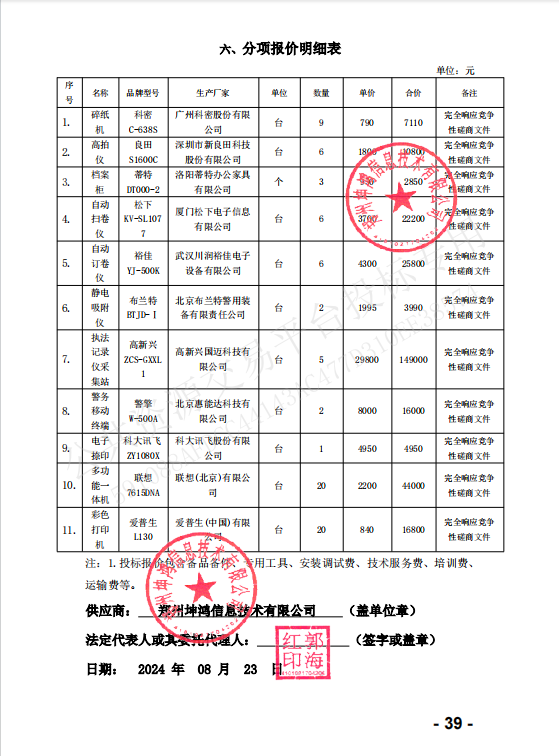 六、分项报价明细表
单位：元
序号 名称 品牌型号 生产厂家 单位 数量 单价 合价 备注
1. 碎纸机 科密 C-638S 广州科密股份有限公司 台 9 790 7110 完全响应竞争性磋商文件
2. 高拍仪 良田 S1600C 深圳市新良田科技股份有限公司 台 6 1800 10800 完全响应竞争性磋商文件
3. 档案柜 蒂特 DT000-2 洛阳蒂特办公家具有限公司 个 3 950 2850 完全响应竞争性磋商文件
4. 自动扫卷仪 松下 KV-SL1077 厦门松下电子信息有限公司 台 6 3700 22200 完全响应竞争性磋商文件
5. 自动订卷仪 裕佳 YJ-500K 武汉川润裕佳电子设备有限公司 台 6 4300 25800 完全响应竞争性磋商文件
6. 静电吸附仪 布兰特 BTJD-Ⅰ 北京布兰特警用装备有限责任公司 台 2 1995 3990 完全响应竞争性磋商文件
7. 执法记录仪采集站 高新兴 ZCS-GXXL1 高新兴国迈科技有限公司 台 5 29800 149000 完全响应竞争性磋商文件
8. 警务移动终端 警擎 W-500A 北京惠能达科技有限公司 台 2 8000 16000 完全响应竞争性磋商文件
9. 电子捺印 科大讯飞 ZY1080X 科大讯飞股份有限公司 台 1 4950 4950 完全响应竞争性磋商文件
10. 多功能一体机 联想 7615DNA 联想(北京)有限公司 台 20 2200 44000 完全响应竞争性磋商文件
11. 彩色打印机 爱普生 L130 爱普生(中国)有限公司 台 20 840 16800 完全响应竞争性磋商文件
注：1.投标报价包含备品备件、专用工具、安装调试费、技术服务费、培训费、
运输费等。
供应商： 郑州坤鸿信息技术有限公司 （盖单位章）
法定代表人或其委托代理人： （签字或盖章）
郭海红印
日期： 2024 年 08 月 23 日
- 39 -